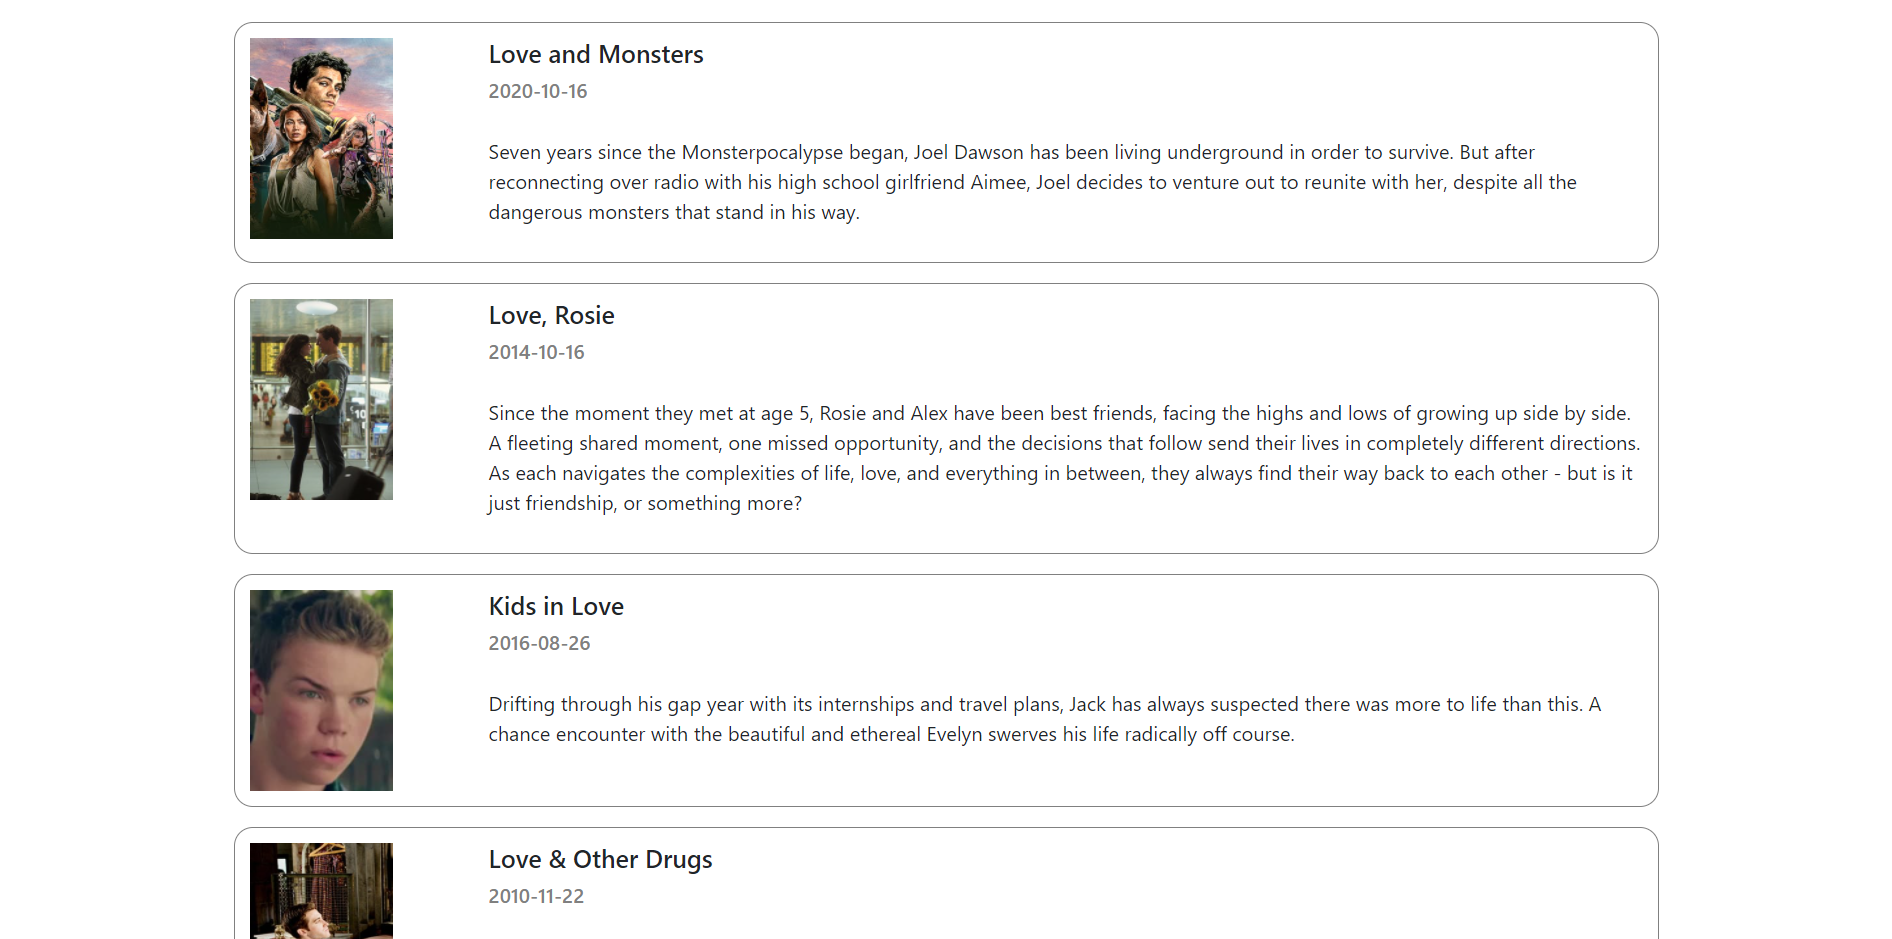 Love and Monsters
2020-10-16
Seven years since the Monsterpocalypse began, Joel Dawson has been living underground in order to survive. But after
reconnecting over radio with his high school girlfriend Aimee, Joel decides to venture out to reunite with her, despite all the
dangerous monsters that stand in his way.
Love, Rosie
2014-10-16
Since the moment they met at age 5, Rosie and Alex have been best friends, facing the highs and lows of growing up side by side.
A fleeting shared moment, one missed opportunity, and the decisions that follow send their lives in completely different directions.
As each navigates the complexities of life, love, and everything in between, they always find their way back to each other - but is it
just friendship, or something more?
Kids in Love
2016-08-26
Drifting through his gap year with its internships and travel plans, Jack has always suspected there was more to life than this. A
chance encounter with the beautiful and ethereal Evelyn swerves his life radically off course.
Love & Other Drugs
2010-11-22